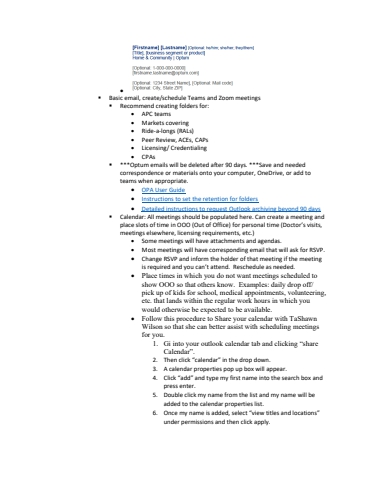 [Firstname] [Lastname] (Optional: he/him; she/her; they/them)
[Title], [business segment or product]
Home & Community | Optum
[Optional: 1-000-000-0000]
[firstname.lastname@optum.com]
[Optional: 1234 Street Name], [Optional: Mail code]
[Optional: City, State ZIP]
Basic email, create/schedule Teams and Zoom meetings
Recommend creating folders for:
APC teams
Markets covering
Ride-a-longs (RALs)
Peer Review, ACEs, CAPs
Licensing/ Credentialing
CPAs
***Optum emails will be deleted after 90 days. ***Save and needed
correspondence or materials onto your computer, OneDrive, or add to
teams when appropriate.
OPA User Guide
Instructions to set the retention for folders
Detailed instructions to request Outlook archiving beyond 90 days
Calendar: All meetings should be populated here. Can create a meeting and
place slots of time in OOO (Out of Office) for personal time (Doctor's visits,
meetings elsewhere, licensing requirements, etc.)
Some meetings will have attachments and agendas.
Most meetings will have corresponding email that will ask for RSVP.
Change RSVP and inform the holder of that meeting if the meeting
is required and you can't attend.  Reschedule as needed.
Place times in which you do not want meetings scheduled to
show OOO so that others know.  Examples: daily drop off/
pick up of kids for school, medical appointments, volunteering,
etc. that lands within the regular work hours in which you
would otherwise be expected to be available.
Follow this procedure to Share your calendar with TaShawn
Wilson so that she can better assist with scheduling meetings
for you.
1. Gi into your outlook calendar tab and clicking "share
Calendar".
2. Then click "calendar" in the drop down.
3. A calendar properties pop up box will appear.
4. Click "add" and type my first name into the search box and
press enter.
5. Double click my name from the list and my name will
be added to the calendar properties list.
6. Once my name is added, select "view titles and locations"
under permissions and then click apply.